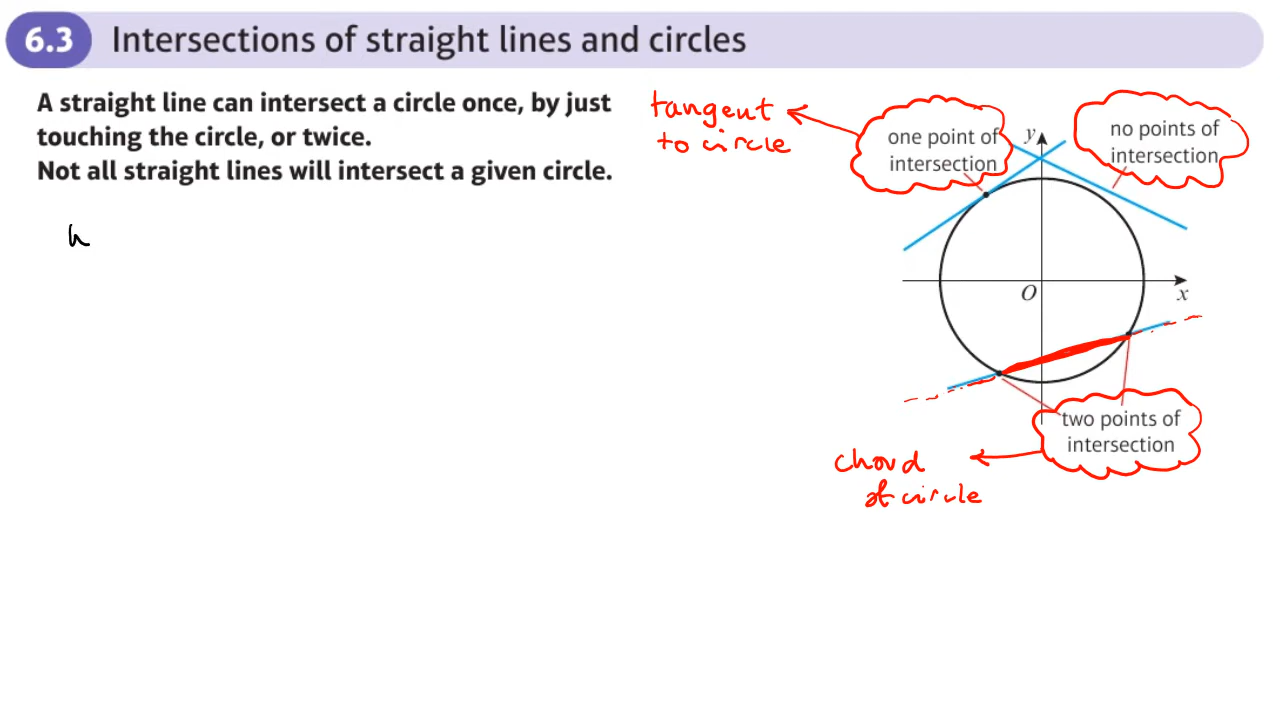 6.3 Intersections of straight lines and circles
A straight line can intersect a circle once, by just
touching the circle, or twice.
Not all straight lines will intersect a given circle.
h
tangent
to circle
one point of
intersection
y
no points of
intersection
O
x
two points of
intersection
chord
of circle